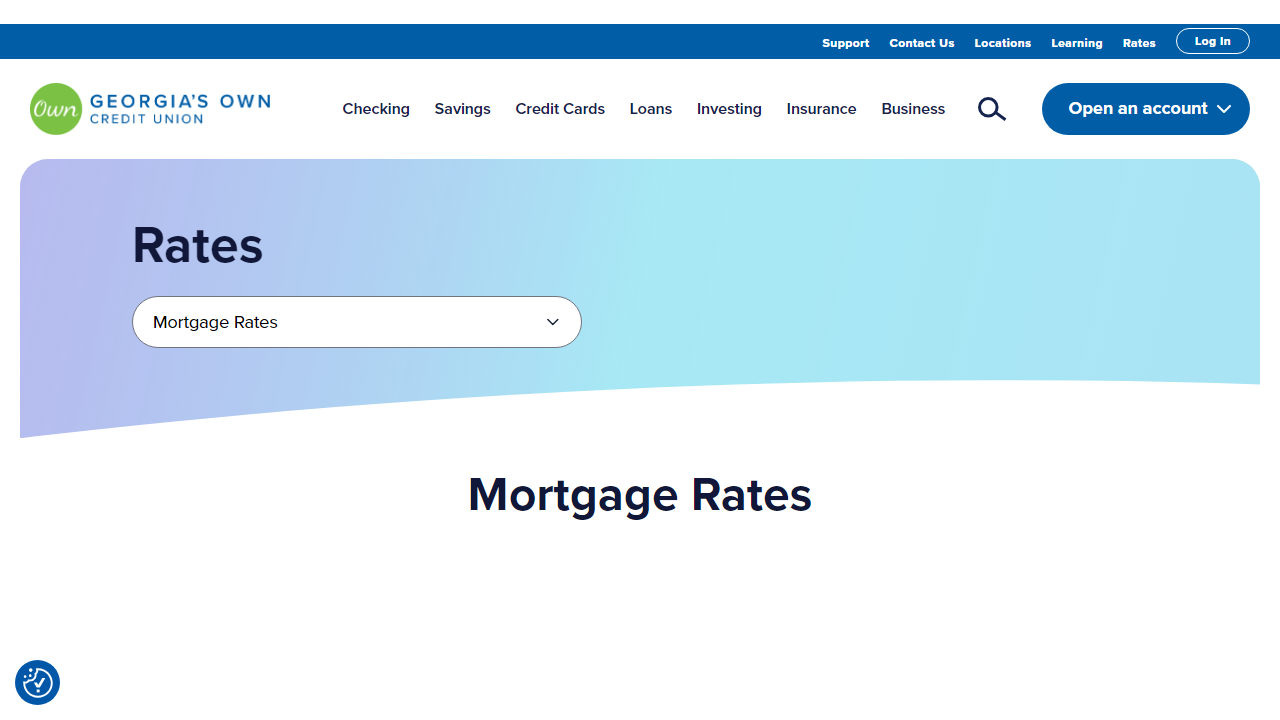 Support Contact Us Locations Learning Rates Log In
Own GEORGIA'S OWN
CREDIT UNION
Checking Savings Credit Cards Loans Investing Insurance Business Open an account
Rates
Mortgage Rates
Mortgage Rates